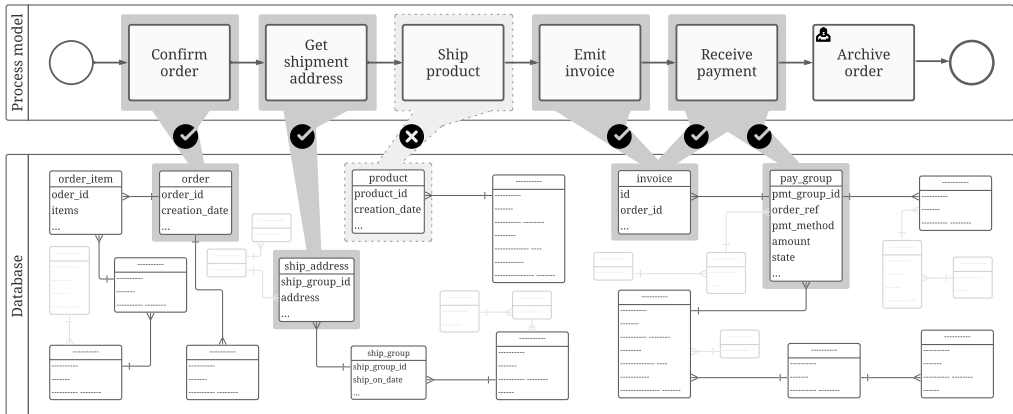 Process model
Confirm
order
Get
shipment
address
Ship
product
Emit
invoice
Receive
payment
Archive
order
Database
order_item
oder_id
items
...
order
order_id
creation_date
...
product
product_id
creation_date
...
invoice
id
order_id
...
pay_group
pmt_group_id
order_ref
pmt_method
amount
state
...
ship_address
ship_group_id
address
...
ship_group
ship_group_id
ship_on_date
...